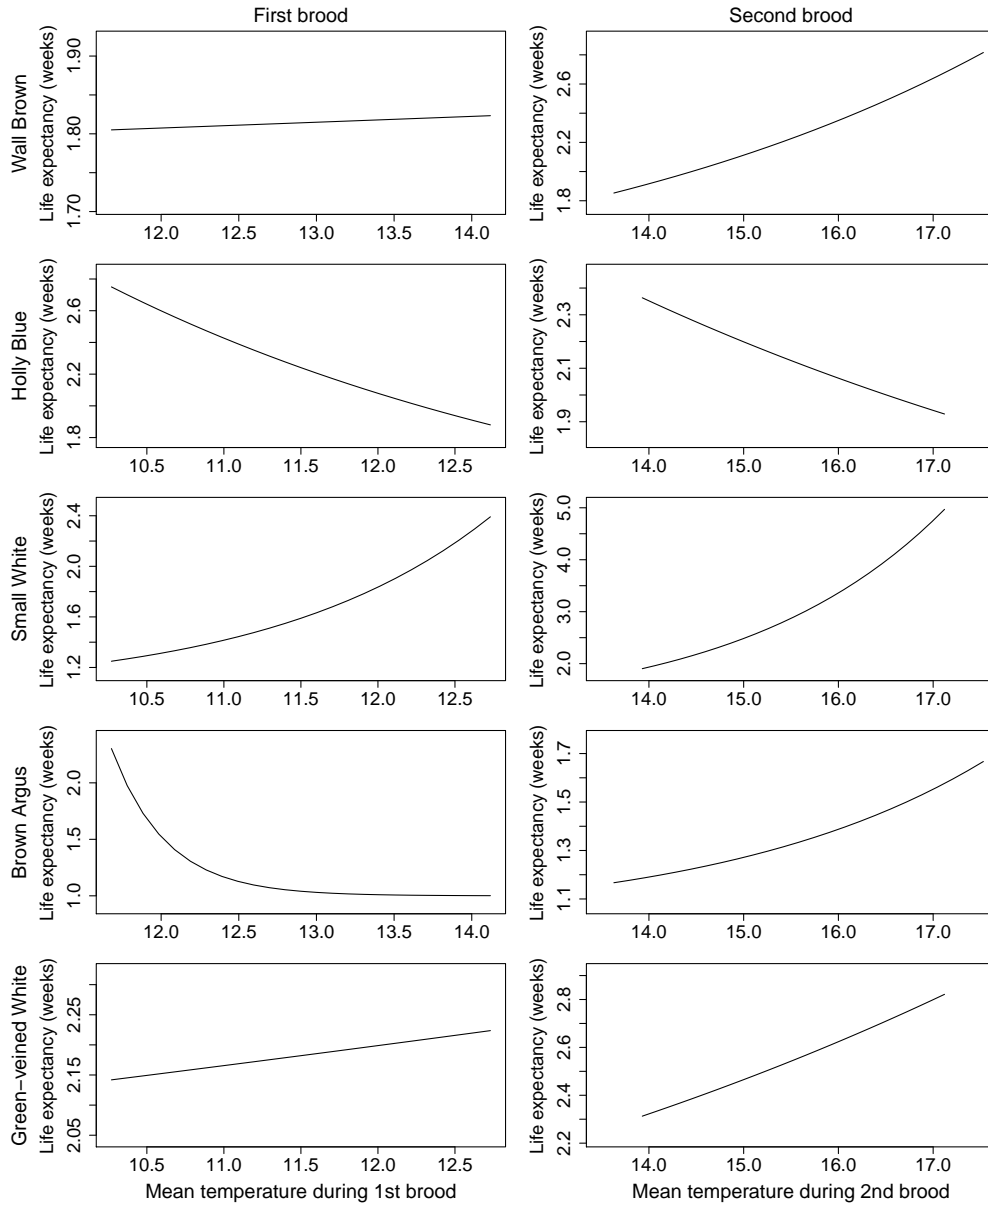 First brood
Second brood
Wall Brown
Life expectancy (weeks)
1.70 1.80 1.90
12.0 12.5 13.0 13.5 14.0
Life expectancy (weeks)
1.8 2.2 2.6
14.0 15.0 16.0 17.0
Holly Blue
Life expectancy (weeks)
1.8 2.2 2.6
10.5 11.0 11.5 12.0 12.5
Life expectancy (weeks)
1.9 2.1 2.3
14.0 15.0 16.0 17.0
Small White
Life expectancy (weeks)
1.2 1.6 2.0 2.4
10.5 11.0 11.5 12.0 12.5
Life expectancy (weeks)
2.0 3.0 4.0 5.0
14.0 15.0 16.0 17.0
Brown Argus
Life expectancy (weeks)
1.0 1.5 2.0
12.0 12.5 13.0 13.5 14.0
Life expectancy (weeks)
1.1 1.3 1.5 1.7
14.0 15.0 16.0 17.0
Green−veined White
Life expectancy (weeks)
2.05 2.15 2.25
10.5 11.0 11.5 12.0 12.5
Mean temperature during 1st brood
Life expectancy (weeks)
2.2 2.4 2.6 2.8
14.0 15.0 16.0 17.0
Mean temperature during 2nd brood